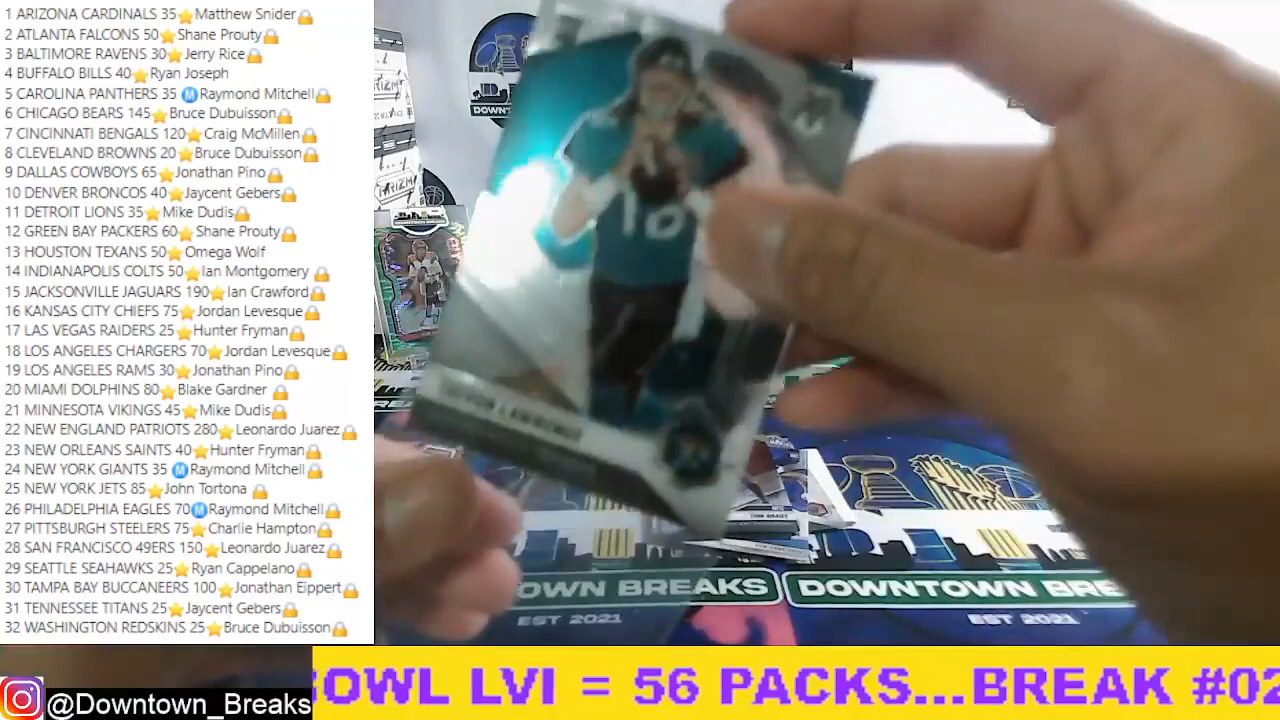 1 ARIZONA CARDINALS 35⭐Matthew Snider🔒
2 ATLANTA FALCONS 50⭐Shane Prouty🔒
3 BALTIMORE RAVENS 30⭐Jerry Rice🔒
4 BUFFALO BILLS 40⭐Ryan Joseph
5 CAROLINA PANTHERS 35 Ⓜ️Raymond Mitchell🔒
6 CHICAGO BEARS 145⭐Bruce Dubuisson🔒
7 CINCINNATI BENGALS 120⭐Craig McMillen🔒
8 CLEVELAND BROWNS 20⭐Bruce Dubuisson🔒
9 DALLAS COWBOYS 65⭐Jonathan Pino🔒
10 DENVER BRONCOS 40⭐Jaycent Gebers🔒
11 DETROIT LIONS 35⭐Mike Dudis🔒
12 GREEN BAY PACKERS 60⭐Shane Prouty🔒
13 HOUSTON TEXANS 50⭐Omega Wolf
14 INDIANAPOLIS COLTS 50⭐Ian Montgomery 🔒
15 JACKSONVILLE JAGUARS 190⭐Ian Crawford🔒
16 KANSAS CITY CHIEFS 75⭐Jordan Levesque🔒
17 LAS VEGAS RAIDERS 25⭐Hunter Fryman🔒
18 LOS ANGELES CHARGERS 70⭐Jordan Levesque🔒
19 LOS ANGELES RAMS 30⭐Jonathan Pino🔒
20 MIAMI DOLPHINS 80⭐Blake Gardner 🔒
21 MINNESOTA VIKINGS 45⭐Mike Dudis🔒
22 NEW ENGLAND PATRIOTS 280⭐Leonardo Juarez🔒
23 NEW ORLEANS SAINTS 40⭐Hunter Fryman🔒
24 NEW YORK GIANTS 35 Ⓜ️Raymond Mitchell🔒
25 NEW YORK JETS 85⭐John Tortona 🔒
26 PHILADELPHIA EAGLES 70Ⓜ️Raymond Mitchell🔒
27 PITTSBURGH STEELERS 75⭐Charlie Hampton🔒
28 SAN FRANCISCO 49ERS 150⭐Leonardo Juarez🔒
29 SEATTLE SEAHAWKS 25⭐Ryan Cappelano🔒
30 TAMPA BAY BUCCANEERS 100⭐Jonathan Eippert🔒
31 TENNESSEE TITANS 25⭐Jaycent Gebers🔒
32 WASHINGTON REDSKINS 25⭐Bruce Dubuisson🔒
DOWNT
16
LAWRENCE
TOM BRADY
OWN BREAKS
EST 2021
DOWNTOWN BRE
EST 2021
OWL LVI = 56 PACKS...BREAK #02
@Downtown_Breaks